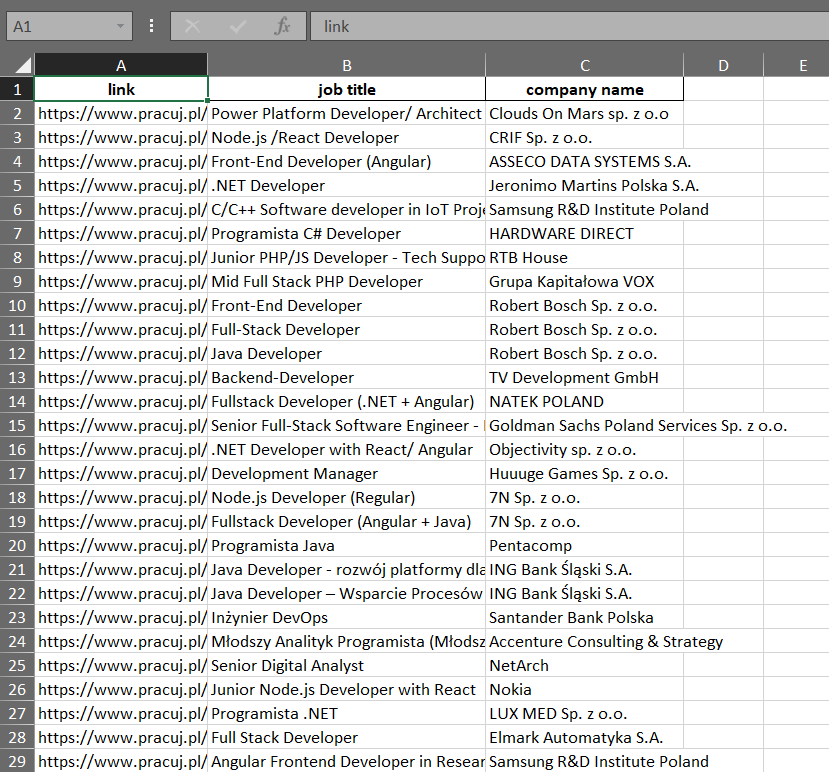 A1 fx link
A B C D E
1 link job title company name
2 https://www.pracuj.pl/ Power Platform Developer/ Architect Clouds On Mars sp. z o.o
3 https://www.pracuj.pl/ Node.js /React Developer CRIF Sp. z o.o.
4 https://www.pracuj.pl/ Front-End Developer (Angular) ASSECO DATA SYSTEMS S.A.
5 https://www.pracuj.pl/ .NET Developer Jeronimo Martins Polska S.A.
6 https://www.pracuj.pl/ C/C++ Software developer in IoT Proje Samsung R&D Institute Poland
7 https://www.pracuj.pl/ Programista C# Developer HARDWARE DIRECT
8 https://www.pracuj.pl/ Junior PHP/JS Developer - Tech Suppo RTB House
9 https://www.pracuj.pl/ Mid Full Stack PHP Developer Grupa Kapitałowa VOX
10 https://www.pracuj.pl/ Front-End Developer Robert Bosch Sp. z o.o.
11 https://www.pracuj.pl/ Full-Stack Developer Robert Bosch Sp. z o.o.
12 https://www.pracuj.pl/ Java Developer Robert Bosch Sp. z o.o.
13 https://www.pracuj.pl/ Backend-Developer TV Development GmbH
14 https://www.pracuj.pl/ Fullstack Developer (.NET + Angular) NATEK POLAND
15 https://www.pracuj.pl/ Senior Full-Stack Software Engineer - Goldman Sachs Poland Services Sp. z o.o.
16 https://www.pracuj.pl/ .NET Developer with React/ Angular Objectivity sp. z o.o.
17 https://www.pracuj.pl/ Development Manager Huuuge Games Sp. z o.o.
18 https://www.pracuj.pl/ Node.js Developer (Regular) 7N Sp. z o.o.
19 https://www.pracuj.pl/ Fullstack Developer (Angular + Java) 7N Sp. z o.o.
20 https://www.pracuj.pl/ Programista Java Pentacomp
21 https://www.pracuj.pl/ Java Developer - rozwój platformy dla ING Bank Śląski S.A.
22 https://www.pracuj.pl/ Java Developer – Wsparcie Procesów ING Bank Śląski S.A.
23 https://www.pracuj.pl/ Inżynier DevOps Santander Bank Polska
24 https://www.pracuj.pl/ Młodszy Analityk Programista (Młodsz Accenture Consulting & Strategy
25 https://www.pracuj.pl/ Senior Digital Analyst NetArch
26 https://www.pracuj.pl/ Junior Node.js Developer with React Nokia
27 https://www.pracuj.pl/ Programista .NET LUX MED Sp. z o.o.
28 https://www.pracuj.pl/ Full Stack Developer Elmark Automatyka S.A.
29 https://www.pracuj.pl/ Angular Frontend Developer in Resear Samsung R&D Institute Poland